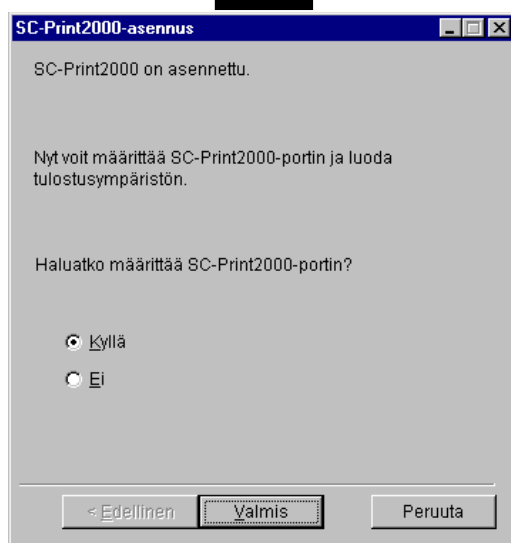 SC-Print2000-asennus
SC-Print2000 on asennettu.
Nyt voit määrittää SC-Print2000-portin ja luoda
tulostusympäristön.
Haluatko määrittää SC-Print2000-portin?
Kyllä
Ei
< Edellinen Valmis Peruuta